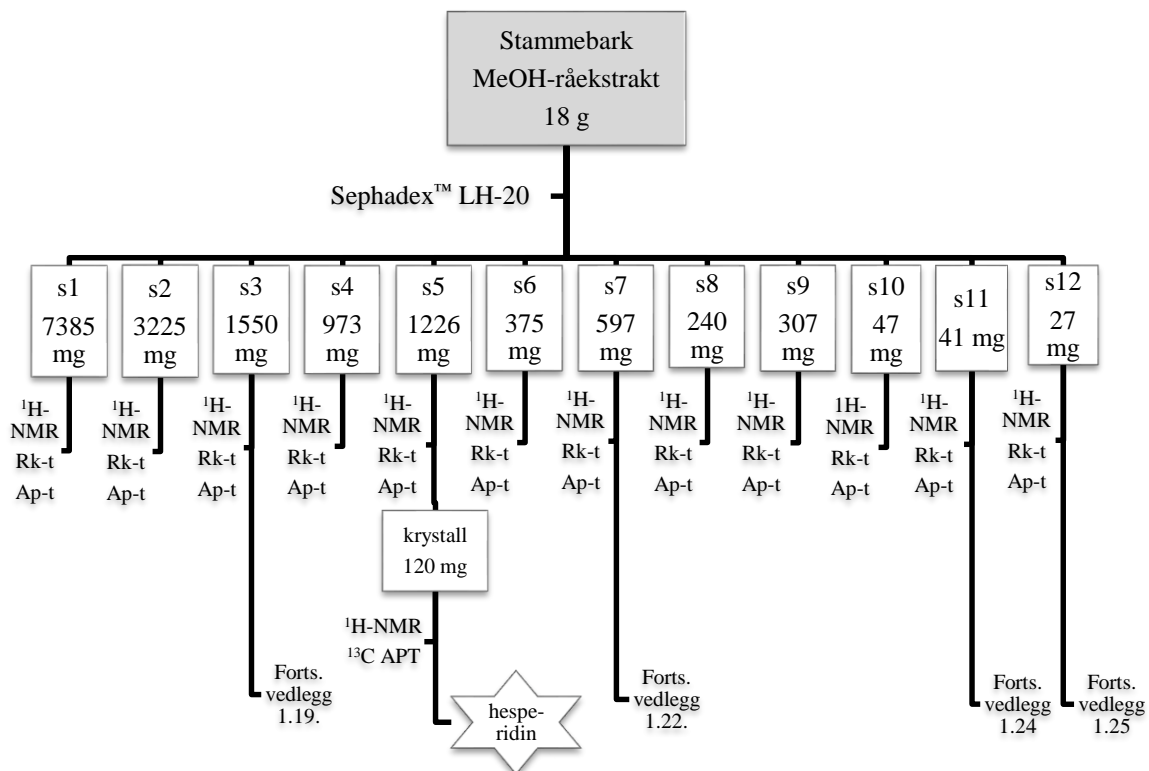 Stammebark
MeOH-råekstrakt
18 g
Sephadex™ LH-20
s1
7385
mg
s2
3225
mg
s3
1550
mg
s4
973
mg
s5
1226
mg
s6
375
mg
s7
597
mg
s8
240
mg
s9
307
mg
s10
47
mg
s11
41 mg
s12
27
mg
¹H-
NMR
Rk-t
Ap-t
¹H-
NMR
Rk-t
Ap-t
¹H-
NMR
Rk-t
Ap-t
¹H-
NMR
Rk-t
Ap-t
¹H-
NMR
Rk-t
Ap-t
¹H-
NMR
Rk-t
Ap-t
¹H-
NMR
Rk-t
Ap-t
¹H-
NMR
Rk-t
Ap-t
¹H-
NMR
Rk-t
Ap-t
1H-
NMR
Rk-t
Ap-t
¹H-
NMR
Rk-t
Ap-t
¹H-
NMR
Rk-t
Ap-t
krystall
120 mg
¹H-NMR
¹³C APT
Forts.
vedlegg
1.19.
hespe-
ridin
Forts.
vedlegg
1.22.
Forts.
vedlegg
1.24
Forts.
vedlegg
1.25